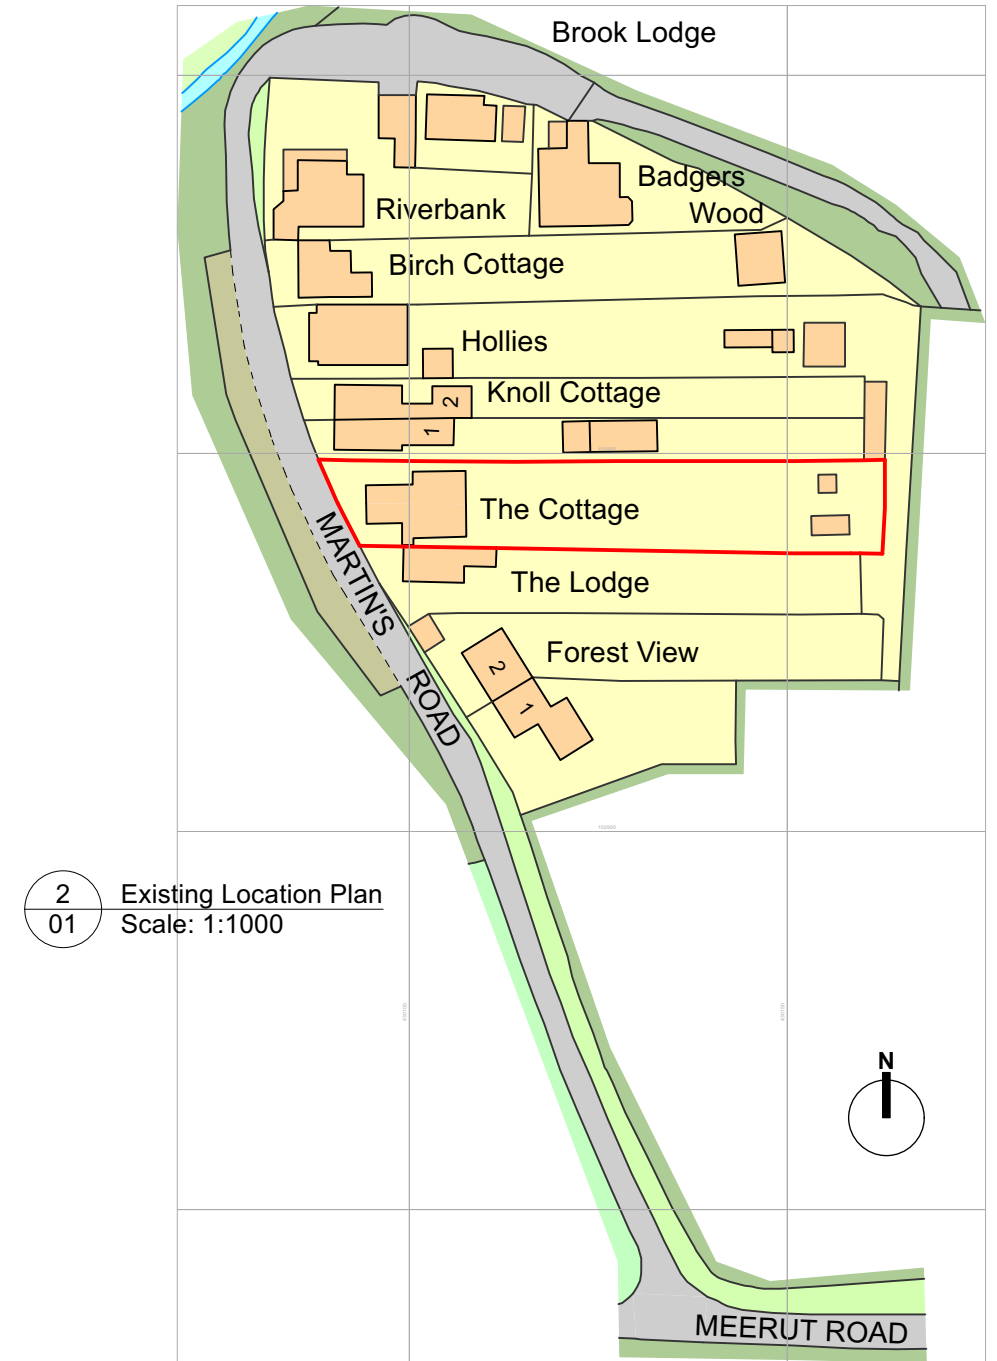 Brook Lodge
Badgers
Wood
Riverbank
Birch Cottage
Hollies
Knoll Cottage
2
1
The Cottage
The Lodge
MARTIN'S
ROAD
Forest View
2
1
102900
2
01
Existing Location Plan
Scale: 1:1000
N
MEERUT ROAD